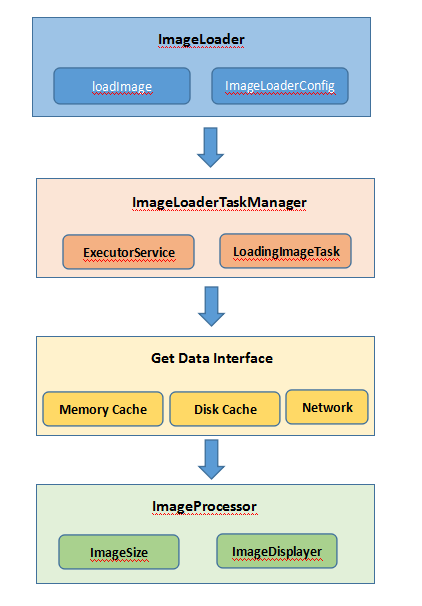 ImageLoader
loadImage
ImageLoaderConfig
ImageLoaderTaskManager
ExecutorService
LoadingImageTask
Get Data Interface
Memory Cache
Disk Cache
Network
ImageProcessor
ImageSize
ImageDisplayer